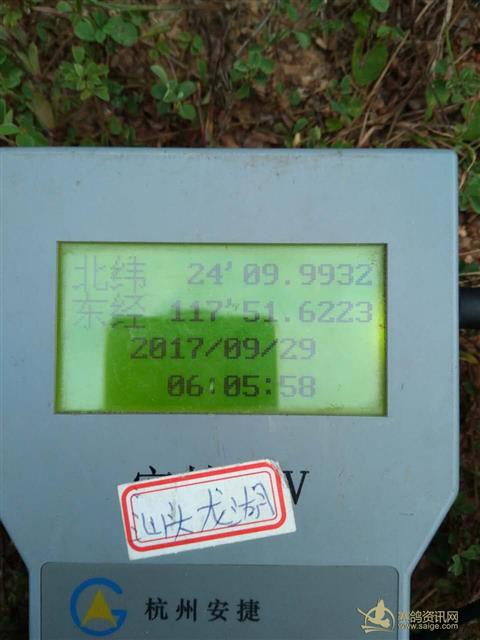 北纬 24'09.9932
东经 117'51.6223
2017/09/29
06:05:58
V
汕头龙湖
杭州安捷
赛鸽资讯网
www.saige.com